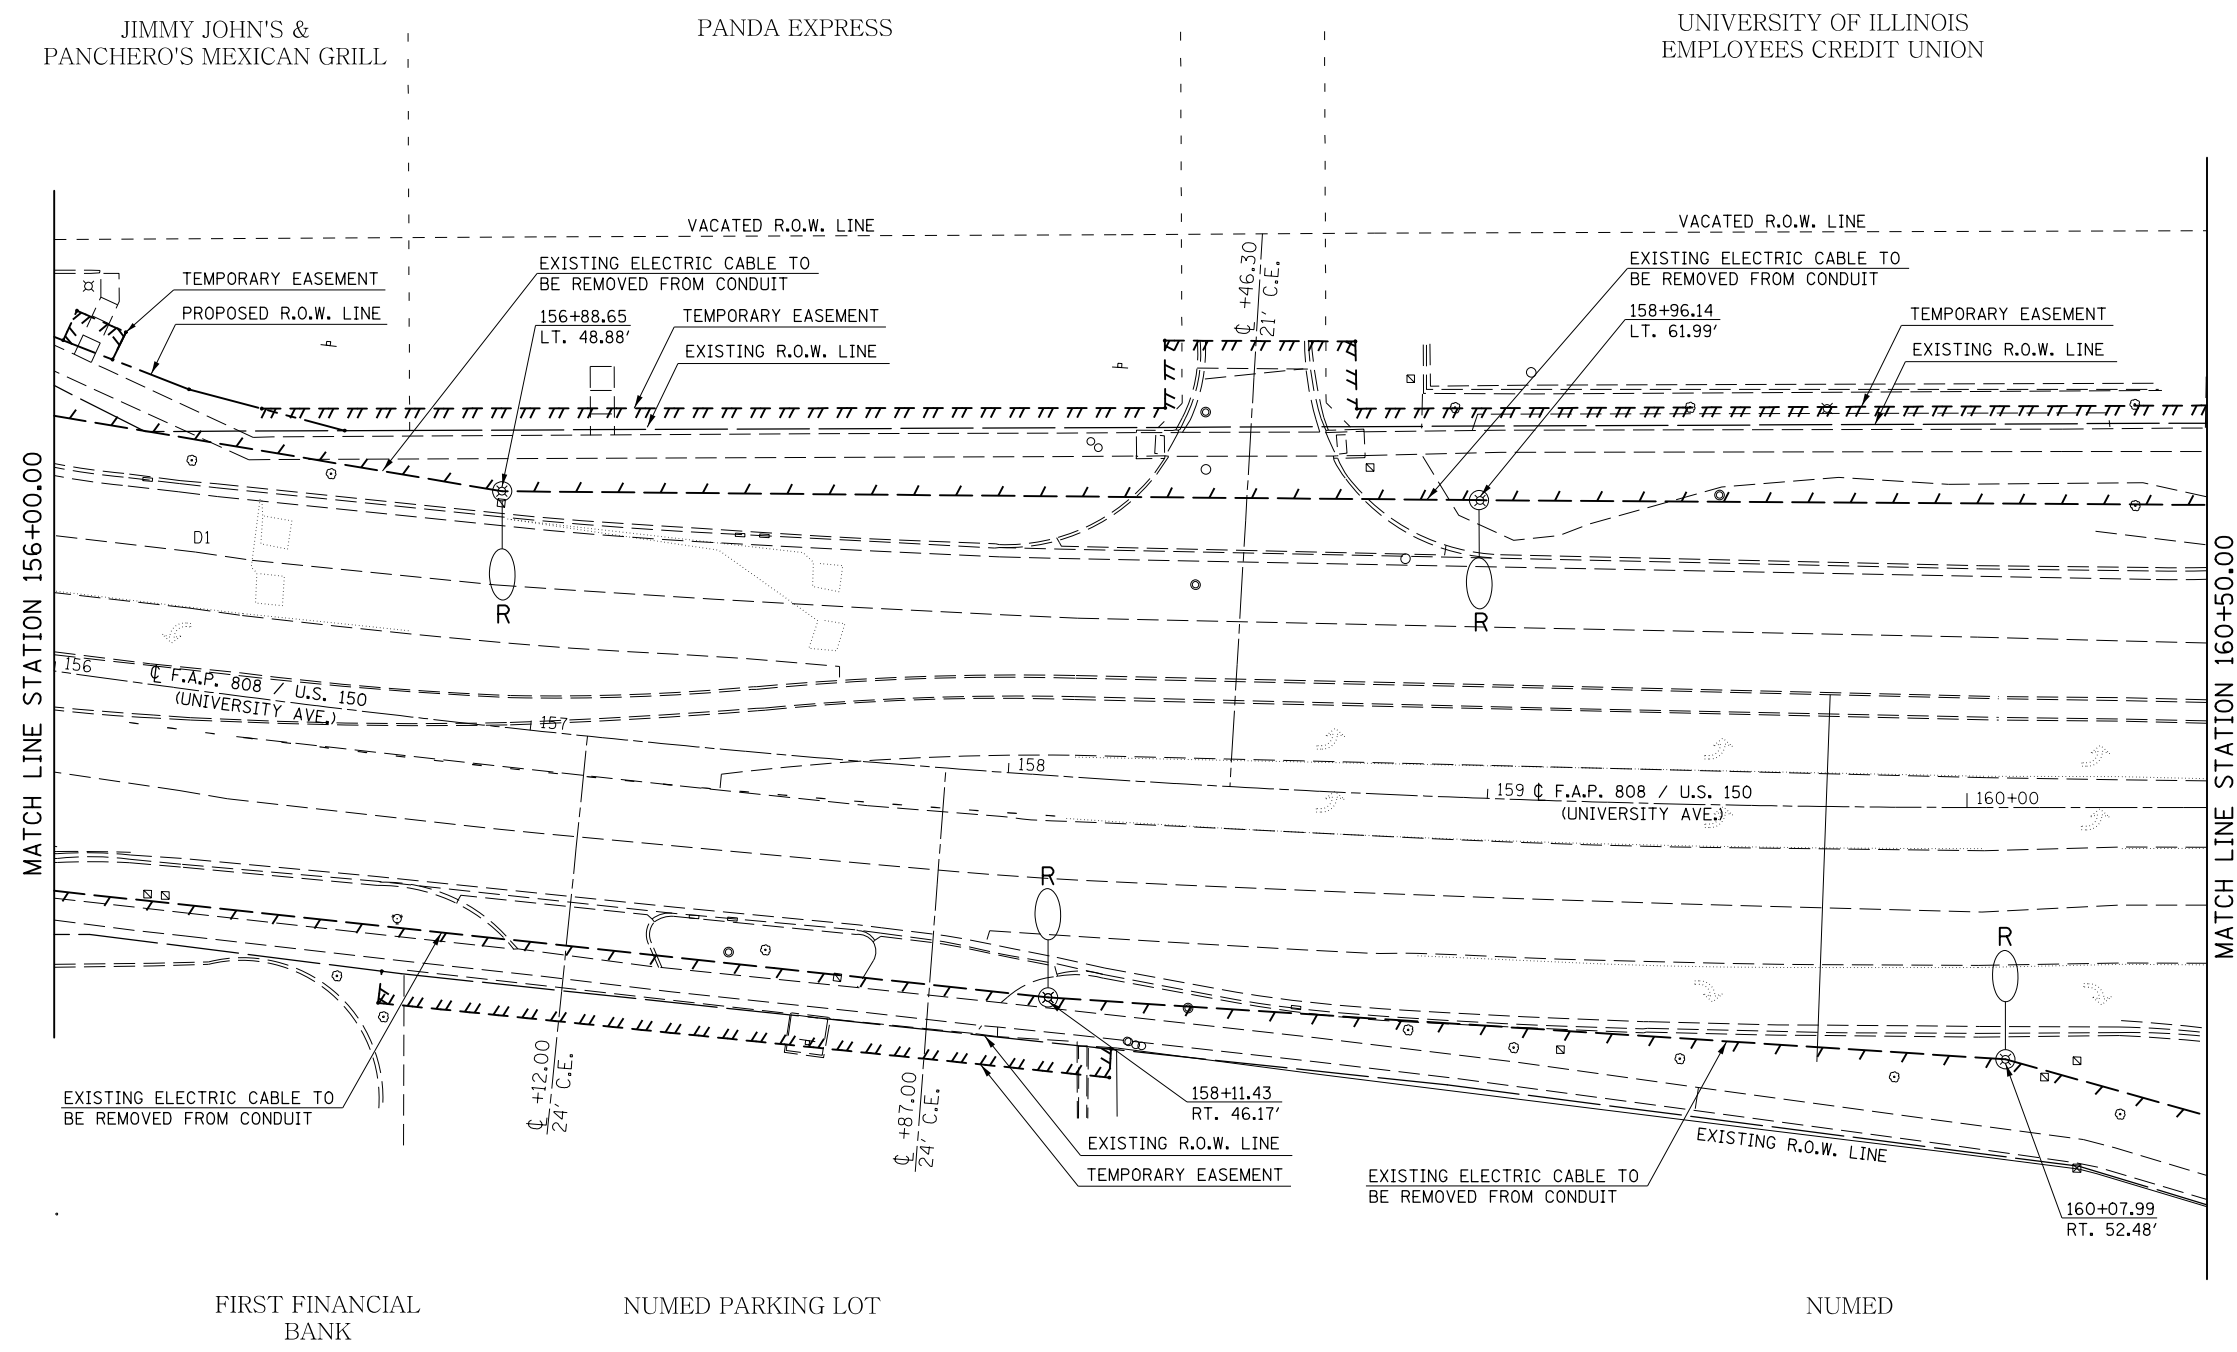 JIMMY JOHN'S &
PANCHERO'S MEXICAN GRILL
PANDA EXPRESS
UNIVERSITY OF ILLINOIS
EMPLOYEES CREDIT UNION
VACATED R.O.W. LINE
VACATED R.O.W. LINE
TEMPORARY EASEMENT
PROPOSED R.O.W. LINE
EXISTING ELECTRIC CABLE TO
BE REMOVED FROM CONDUIT
156+88.65
LT. 48.88'
TEMPORARY EASEMENT
EXISTING R.O.W. LINE
℄ +46.30
21' C.E.
EXISTING ELECTRIC CABLE TO
BE REMOVED FROM CONDUIT
158+96.14
LT. 61.99'
TEMPORARY EASEMENT
EXISTING R.O.W. LINE
MATCH LINE STATION 156+00.00
MATCH LINE STATION 160+50.00
D1
R
R
156
℄ F.A.P. 808 / U.S. 150
(UNIVERSITY AVE.)
157
158
159
℄ F.A.P. 808 / U.S. 150
(UNIVERSITY AVE.)
160+00
R
R
℄ +12.00
24' C.E.
℄ +87.00
24' C.E.
EXISTING ELECTRIC CABLE TO
BE REMOVED FROM CONDUIT
158+11.43
RT. 46.17'
EXISTING R.O.W. LINE
TEMPORARY EASEMENT
EXISTING R.O.W. LINE
EXISTING ELECTRIC CABLE TO
BE REMOVED FROM CONDUIT
160+07.99
RT. 52.48'
FIRST FINANCIAL
BANK
NUMED PARKING LOT
NUMED